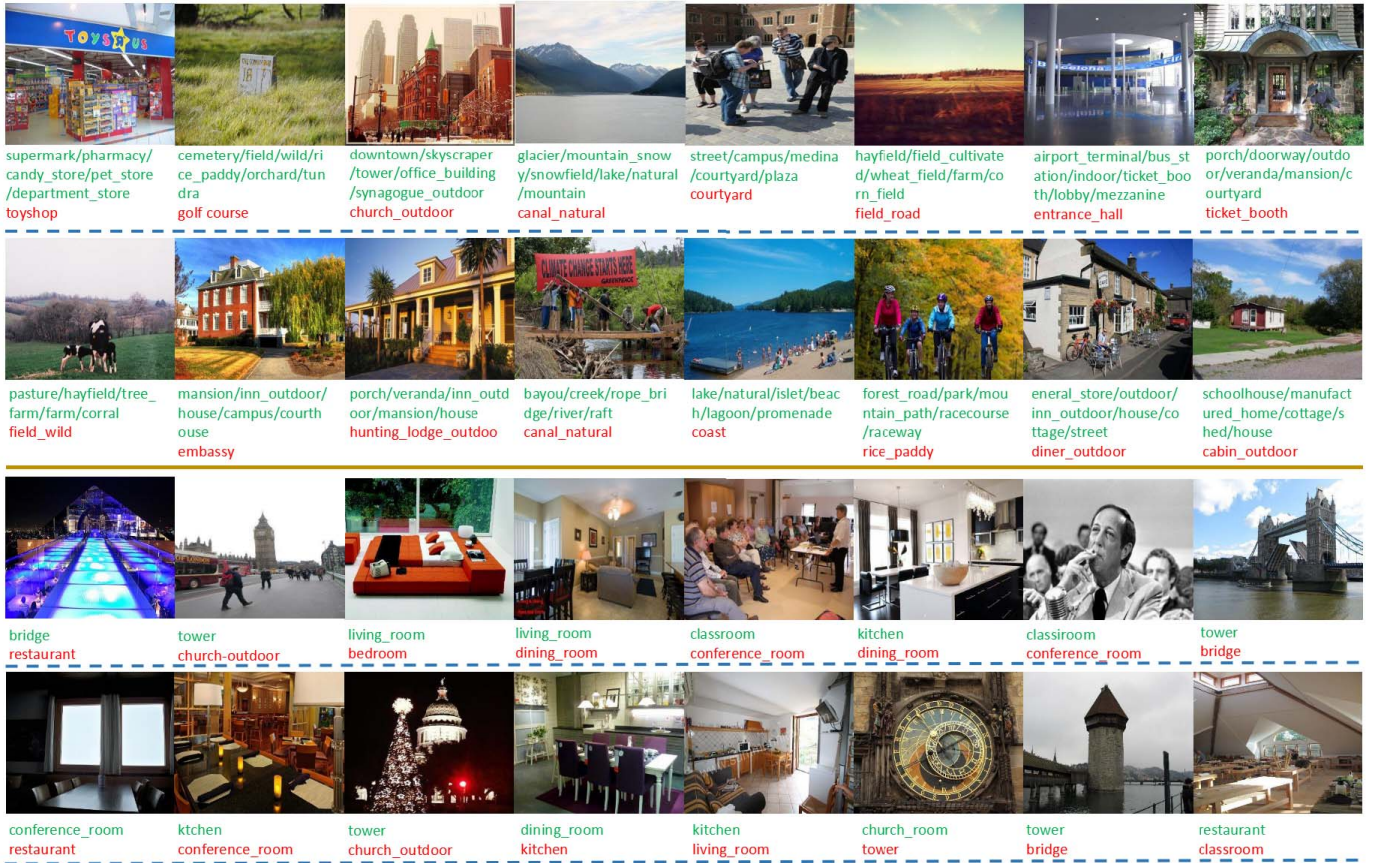 TOYSЯUS
supermark/pharmacy/
candy_store/pet_store
/department_store
toyshop
cemetery/field/wild/ri
ce_paddy/orchard/tun
dra
golf course
downtown/skyscraper
/tower/office_building
/synagogue_outdoor
church_outdoor
glacier/mountain_snow
y/snowfield/lake/natural
/mountain
canal_natural
street/campus/medina
/courtyard/plaza
courtyard
hayfield/field_cultivate
d/wheat_field/farm/co
rn_field
field_road
airport_terminal/bus_st
ation/indoor/ticket_boo
th/lobby/mezzanine
entrance_hall
porch/doorway/outdo
or/veranda/mansion/c
ourtyard
ticket_booth
CLIMATE CHANGE STARTS HERE
GREENPEACE
pasture/hayfield/tree_
farm/farm/corral
field_wild
mansion/inn_outdoor/
house/campus/courth
ouse
embassy
porch/veranda/inn_outd
oor/mansion/house
hunting_lodge_outdoo
bayou/creek/rope_bri
dge/river/raft
canal_natural
lake/natural/islet/beac
h/lagoon/promenade
coast
forest_road/park/mou
ntain_path/racecourse
/raceway
rice_paddy
eneral_store/outdoor/
inn_outdoor/house/co
ttage/street
diner_outdoor
schoolhouse/manufact
ured_home/cottage/s
hed/house
cabin_outdoor
bridge
restaurant
tower
church-outdoor
living_room
bedroom
living_room
dining_room
classroom
conference_room
kitchen
dining_room
classiroom
conference_room
tower
bridge
conference_room
restaurant
ktchen
conference_room
tower
church_outdoor
dining_room
kitchen
kitchen
living_room
church_room
tower
tower
bridge
restaurant
classroom